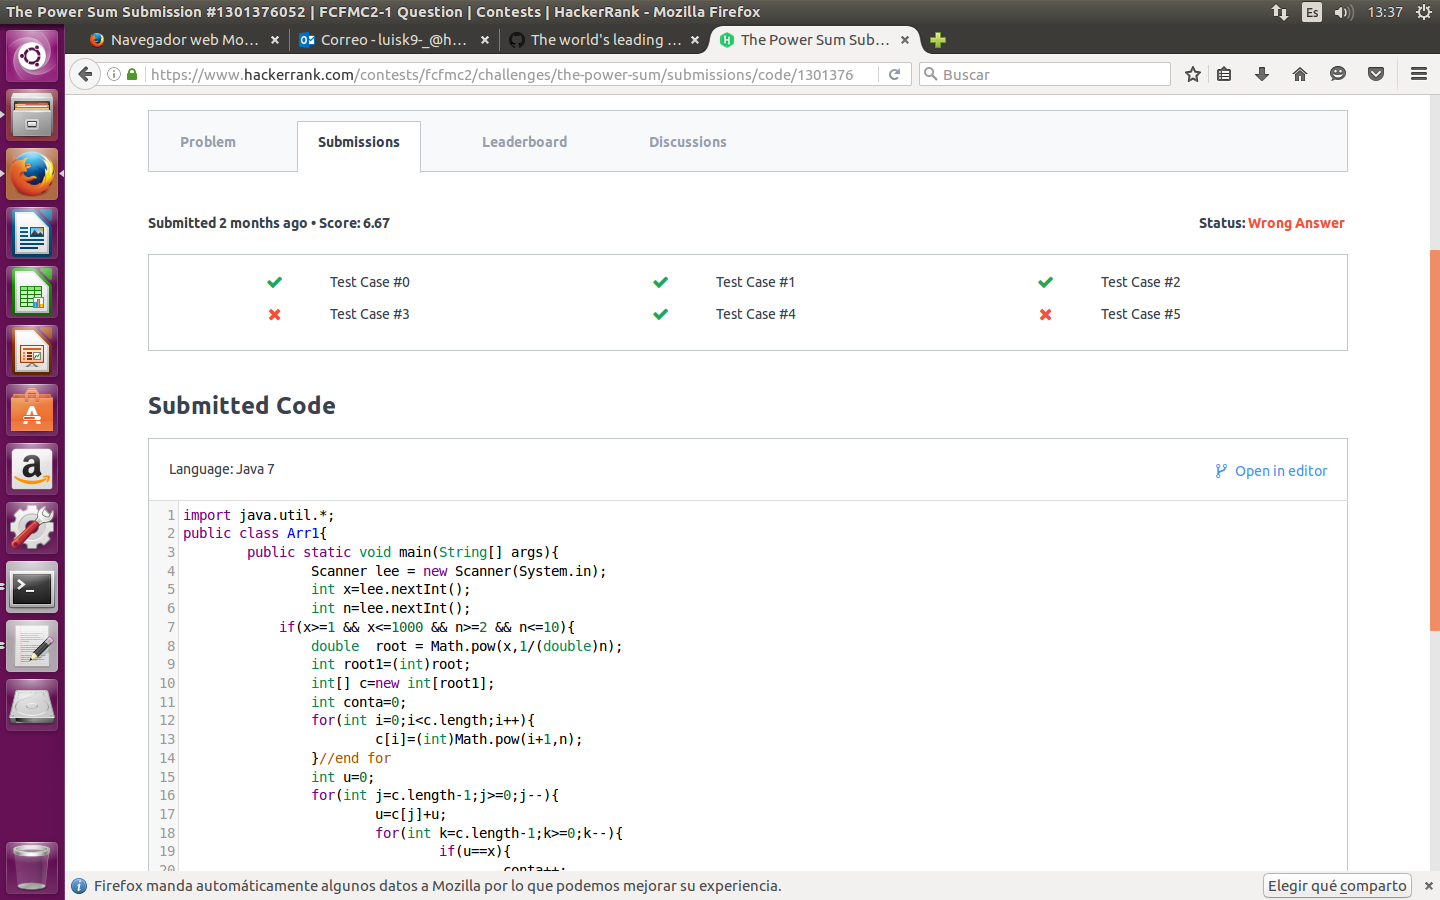 The Power Sum Submission #1301376052 | FCFMC2-1 Question | Contests | HackerRank - Mozilla Firefox
Es
13:37
Navegador web Mo...
Correo - luisk9-_@h...
The world's leading ...
The Power Sum Sub...
https://www.hackerrank.com/contests/fcfmc2/challenges/the-power-sum/submissions/code/1301376
Buscar
Problem
Submissions
Leaderboard
Discussions
Submitted 2 months ago • Score: 6.67
Status: Wrong Answer
Test Case #0
Test Case #1
Test Case #2
Test Case #3
Test Case #4
Test Case #5
Submitted Code
Language: Java 7
Open in editor
1 import java.util.*;
2 public class Arr1{
3 public static void main(String[] args){
4 Scanner lee = new Scanner(System.in);
5 int x=lee.nextInt();
6 int n=lee.nextInt();
7 if(x>=1 && x<=1000 && n>=2 && n<=10){
8 double  root = Math.pow(x,1/(double)n);
9 int root1=(int)root;
10 int[] c=new int[root1];
11 int conta=0;
12 for(int i=0;i<c.length;i++){
13 c[i]=(int)Math.pow(i+1,n);
14 }//end for
15 int u=0;
16 for(int j=c.length-1;j>=0;j--){
17 u=c[j]+u;
18 for(int k=c.length-1;k>=0;k--){
19 if(u==x){
20 conta++;
Firefox manda automáticamente algunos datos a Mozilla por lo que podemos mejorar su experiencia.
Elegir qué comparto